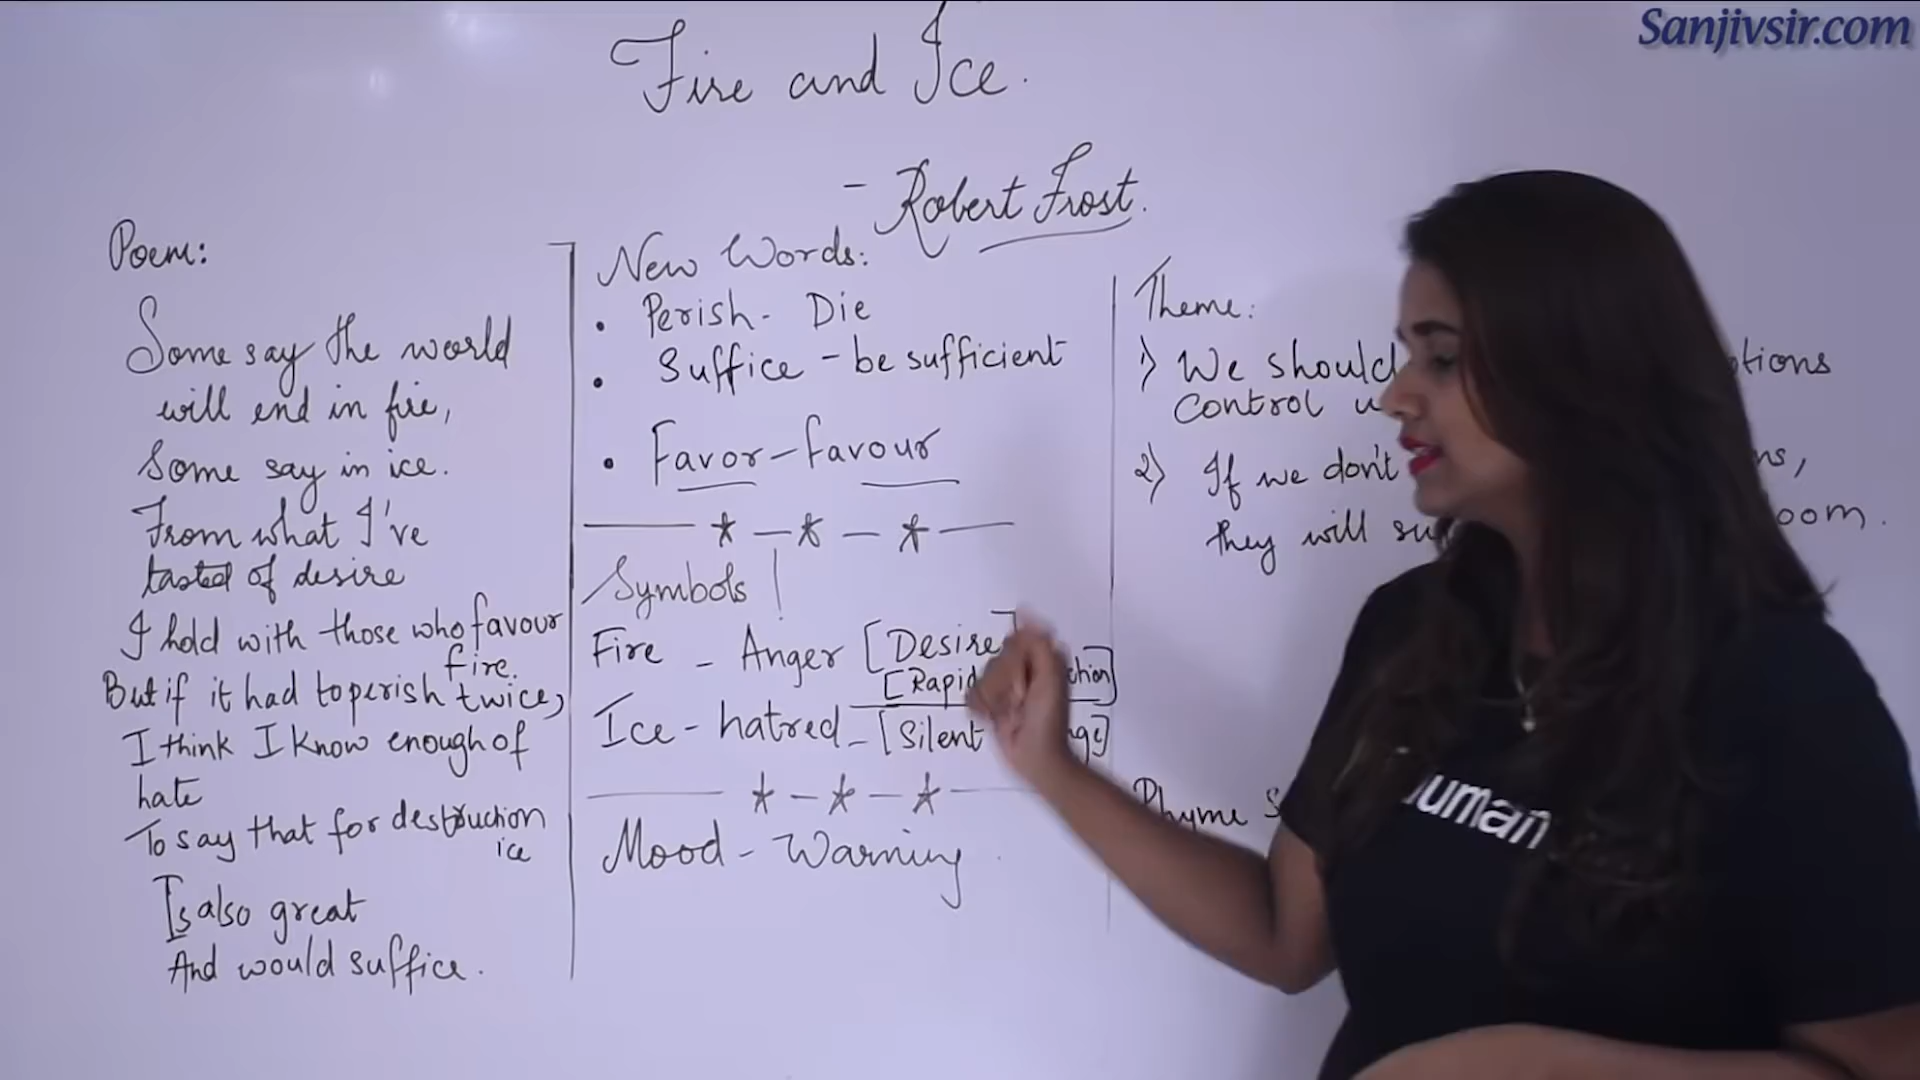 Sanjivsir.com
Fire and Ice.
- Robert Frost.
Poem:
Some say the world
will end in fire,
Some say in ice.
From what I've
tasted of desire
I hold with those who favour
fire.
But if it had to perish twice,
I think I know enough of
hate
To say that for destruction
ice
Is also great
And would suffice.
New Words:
• Perish - Die
• Suffice - be sufficient
• Favor - favour
Symbols
Fire - Anger [Desire]
[Rapid
Ice - hatred - [Silent
Mood - Warning
Theme:
1) We should
control
2) If we don't
they will
oom.
Rhyme
uman